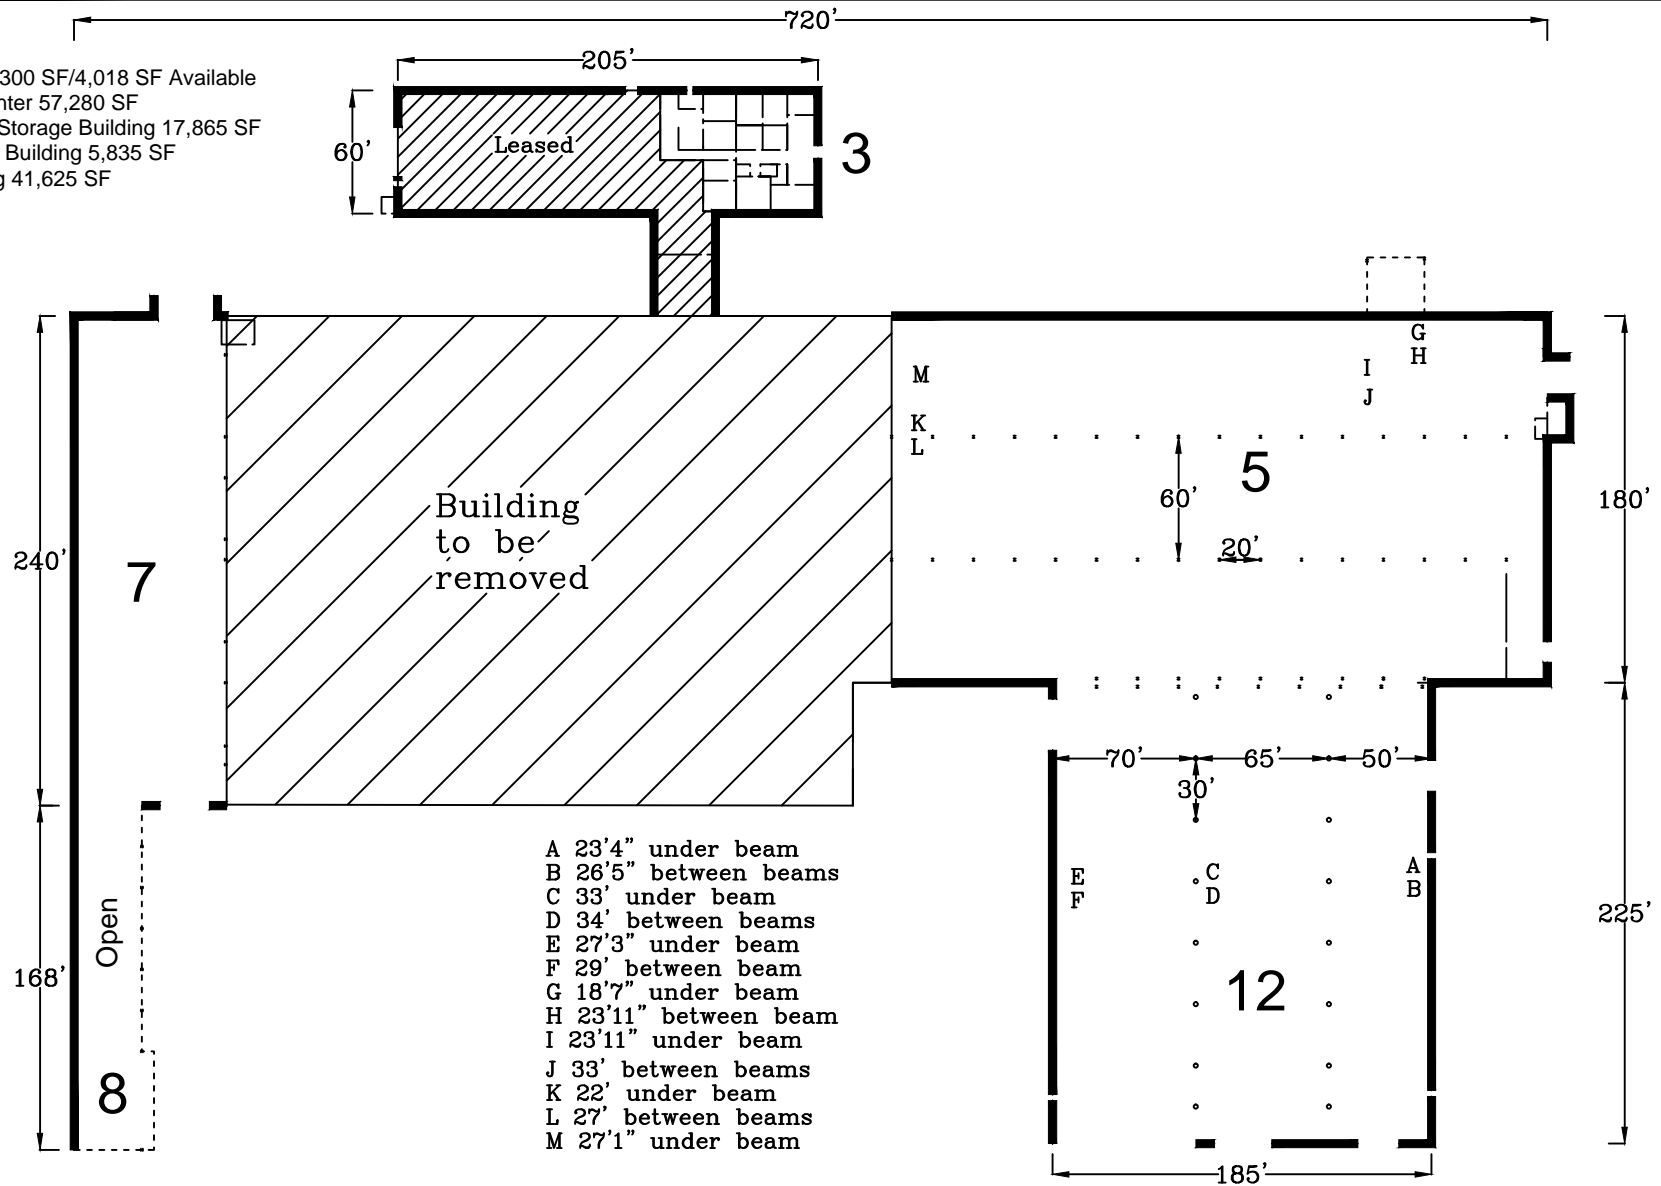 720'
205'
300 SF/4,018 SF Available
nter 57,280 SF
Storage Building 17,865 SF
Building 5,835 SF
g 41,625 SF
60'
Leased
3
G
H
I
J
M
K
L
5
60'
20'
180'
Building
to be
removed
240'
7
70'
65'
50'
30'
A 23'4" under beam
B 26'5" between beams
C 33' under beam
D 34' between beams
E 27'3" under beam
F 29' between beam
G 18'7" under beam
H 23'11" between beam
I 23'11" under beam
J 33' between beams
K 22' under beam
L 27' between beams
M 27'1" under beam
E
F
C
D
A
B
225'
Open
168'
12
8
185'